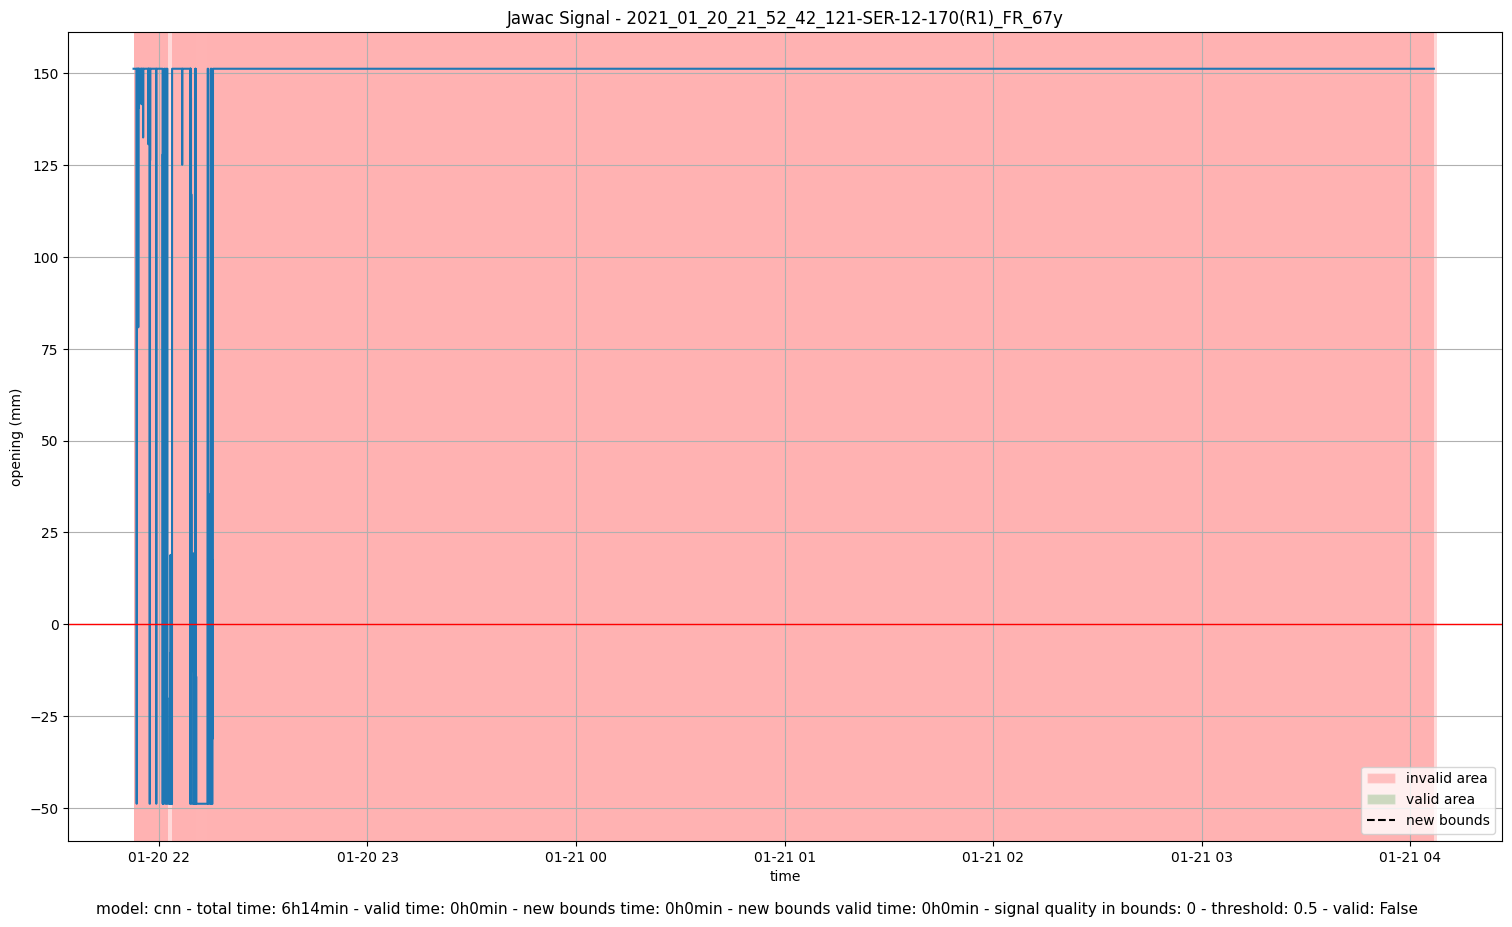 Jawac Signal - 2021_01_20_21_52_42_121-SER-12-170(R1)_FR_67y
opening (mm)
150
125
100
75
50
25
0
−25
−50
invalid area
valid area
new bounds
01-20 22
01-20 23
01-21 00
01-21 01
01-21 02
01-21 03
01-21 04
time
model: cnn - total time: 6h14min - valid time: 0h0min - new bounds time: 0h0min - new bounds valid time: 0h0min - signal quality in bounds: 0 - threshold: 0.5 - valid: False